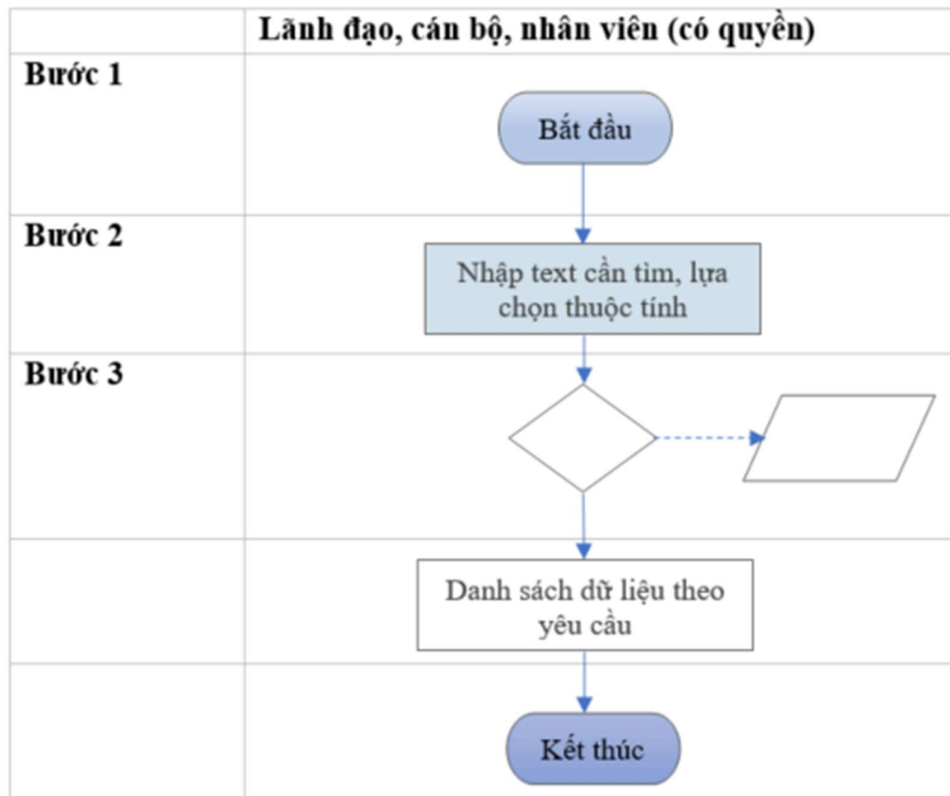 Lãnh đạo, cán bộ, nhân viên (có quyền)
Bước 1
Bắt đầu
Bước 2
Nhập text cần tìm, lựa
chọn thuộc tính
Bước 3
Danh sách dữ liệu theo
yêu cầu
Kết thúc